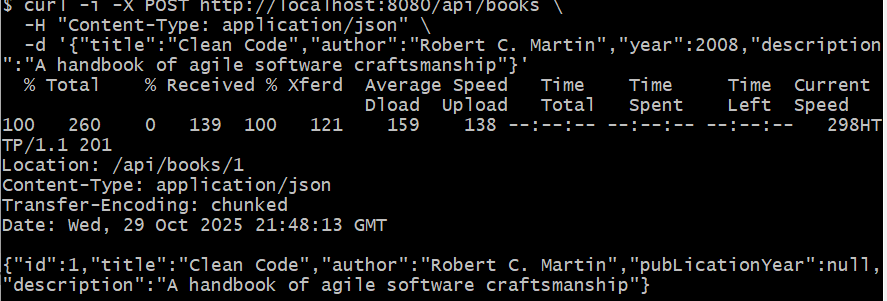 $ curl -i -X POST http://localhost:8080/api/books \
  -H "Content-Type: application/json" \
  -d '{"title":"Clean Code","author":"Robert C. Martin","year":2008,"description
":"A handbook of agile software craftsmanship"}'
  % Total    % Received % Xferd  Average Speed   Time    Time     Time  Current
                                 Dload  Upload   Total   Spent    Left  Speed
100   260    0   139  100   121    159    138 --:--:-- --:--:-- --:--:--   298HT
TP/1.1 201
Location: /api/books/1
Content-Type: application/json
Transfer-Encoding: chunked
Date: Wed, 29 Oct 2025 21:48:13 GMT

{"id":1,"title":"Clean Code","author":"Robert C. Martin","pubLicationYear":null,
"description":"A handbook of agile software craftsmanship"}